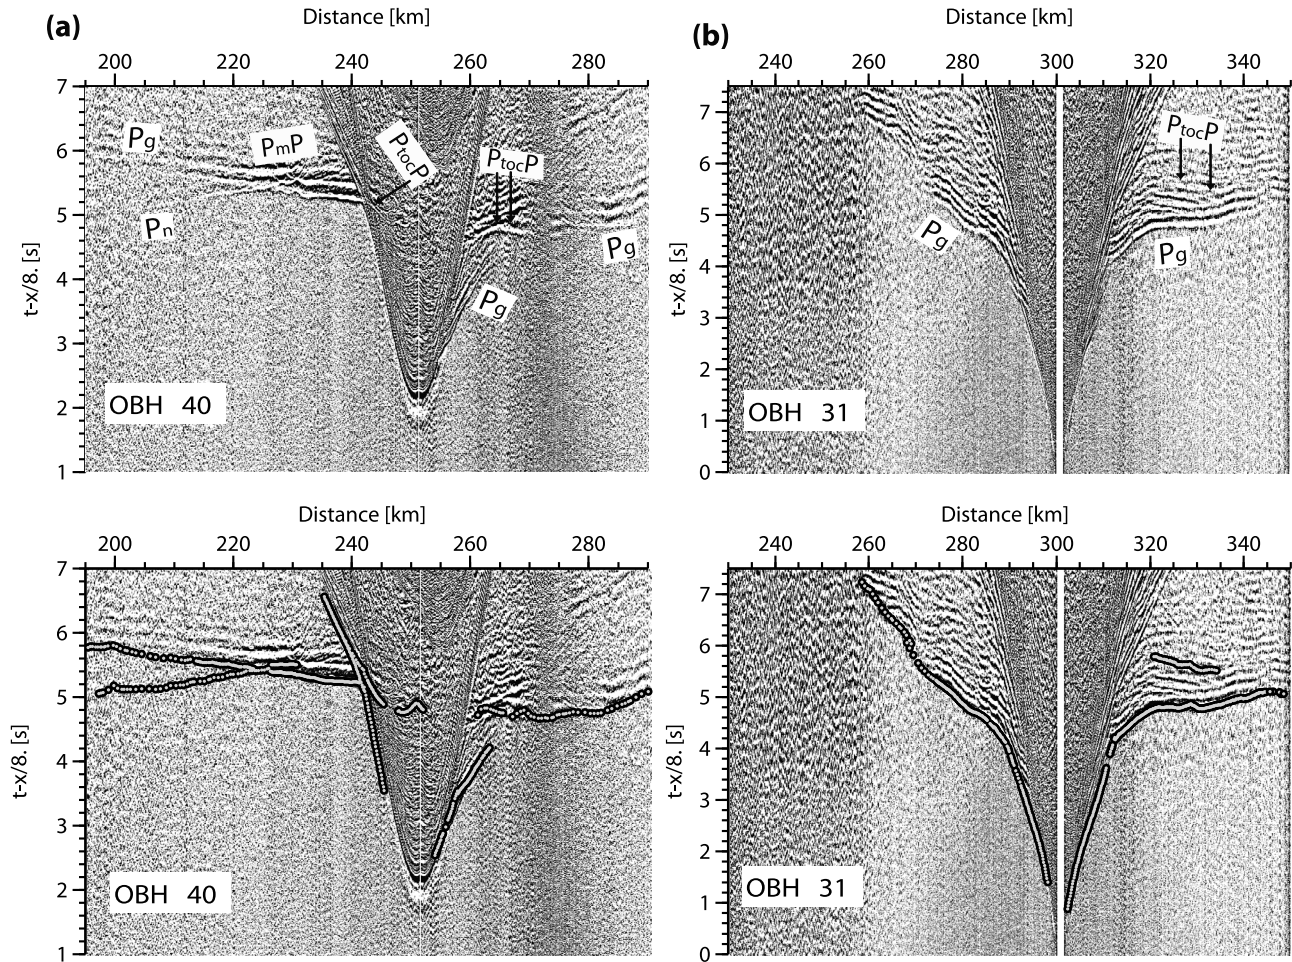 (a)
Distance [km]
200 220 240 260 280
7
6
5
4
3
2
1
t-x/8. [s]
Pg
PmP
PtocP
PtocP
Pn
Pg
Pg
OBH 40
(b)
Distance [km]
240 260 280 300 320 340
7
6
5
4
3
2
1
0
t-x/8. [s]
PtocP
Pg
Pg
OBH 31
Distance [km]
200 220 240 260 280
7
6
5
4
3
2
1
t-x/8. [s]
OBH 40
Distance [km]
240 260 280 300 320 340
7
6
5
4
3
2
1
0
t-x/8. [s]
OBH 31